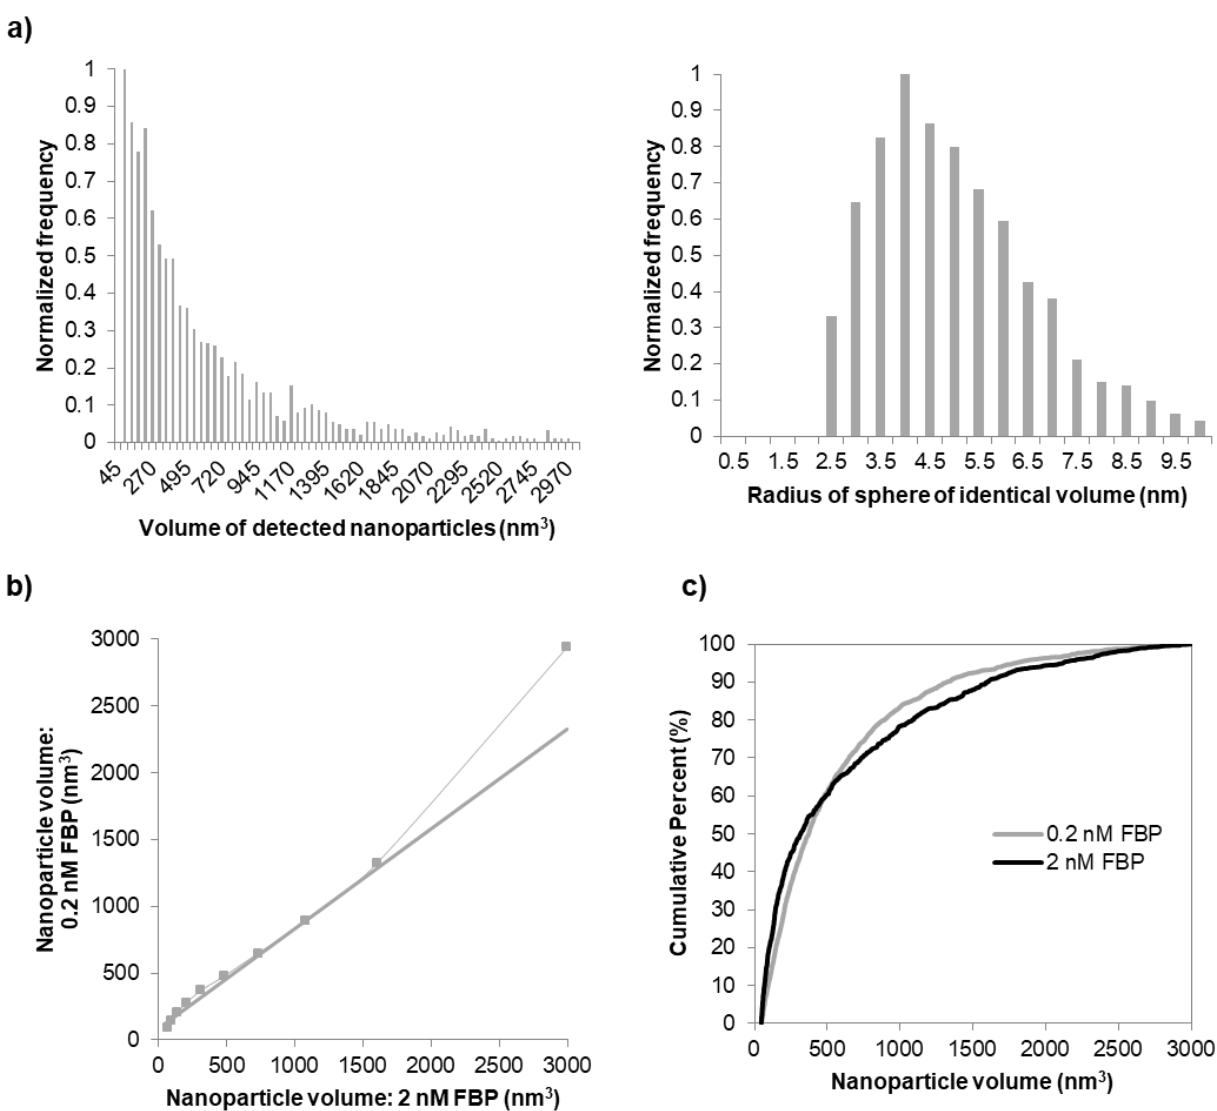 a)
Normalized frequency
1
0.9
0.8
0.7
0.6
0.5
0.4
0.3
0.2
0.1
0
45 270 495 720 945 1170 1395 1620 1845 2070 2295 2520 2745 2970
Volume of detected nanoparticles (nm³)
Normalized frequency
1
0.9
0.8
0.7
0.6
0.5
0.4
0.3
0.2
0.1
0
0.5 1.5 2.5 3.5 4.5 5.5 6.5 7.5 8.5 9.5
Radius of sphere of identical volume (nm)
b)
Nanoparticle volume:
0.2 nM FBP (nm³)
3000
2500
2000
1500
1000
500
0
0 500 1000 1500 2000 2500 3000
Nanoparticle volume: 2 nM FBP (nm³)
c)
Cumulative Percent (%)
100
90
80
70
60
50
40
30
20
10
0
0.2 nM FBP
2 nM FBP
0 500 1000 1500 2000 2500 3000
Nanoparticle volume (nm³)